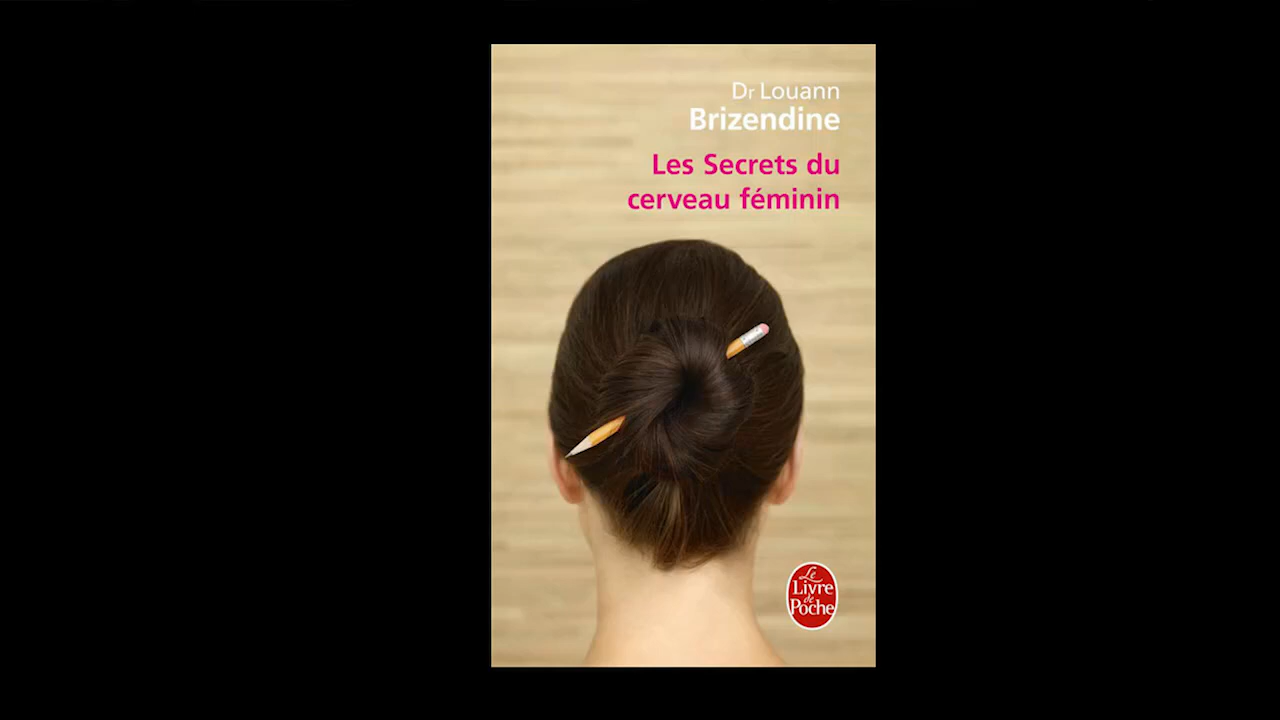 Dr Louann
Brizendine
Les Secrets du
cerveau féminin
Le
Livre
de
Poche